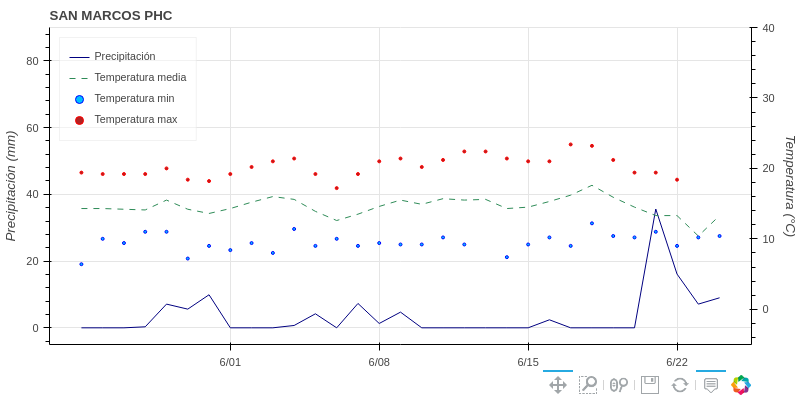 SAN MARCOS PHC
Precipitación
Temperatura media
Temperatura min
Temperatura max
Precipitación (mm)
80
60
40
20
0
40
30
20
10
0
Temperatura (°C)
6/01
6/08
6/15
6/22